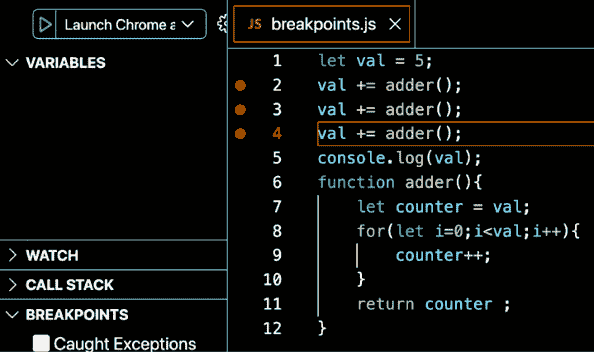 Launch Chrome a
JS breakpoints.js
VARIABLES
WATCH
CALL STACK
BREAKPOINTS
Caught Exceptions
1 let val = 5;
2 val += adder();
3 val += adder();
4 val += adder();
5 console.log(val);
6 function adder(){
7 let counter = val;
8 for(let i=0;i<val;i++){
9 counter++;
10 }
11 return counter ;
12 }